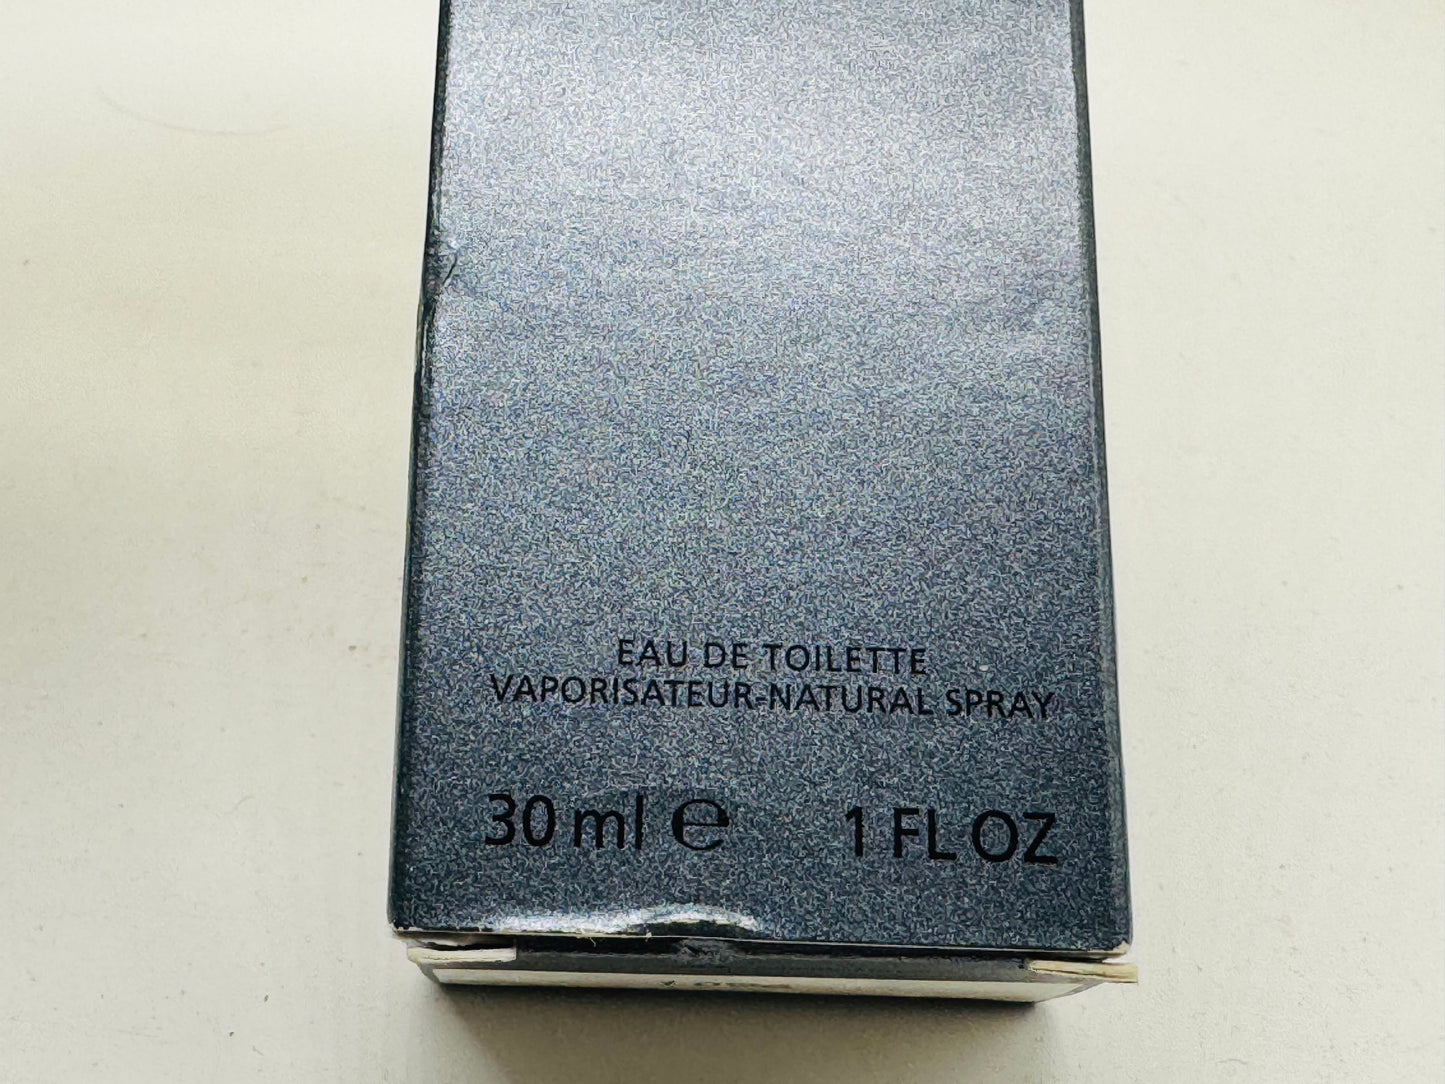 EAU DE TOILETTE
VAPORISATEUR-NATURAL SPRAY
30 ml ℮ 1 FL OZ